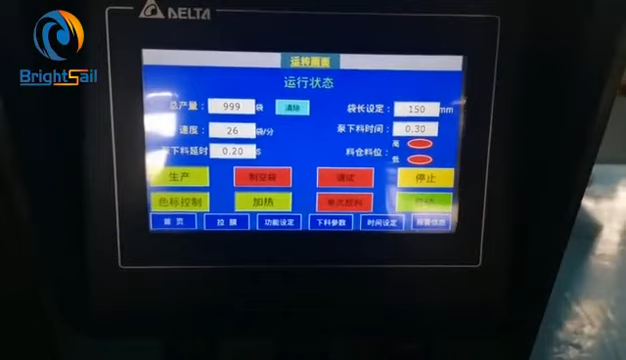 DELTA
BrightSail
运转画面
运行状态
总产量： 999 袋 清除 袋长设定： 150 mm
速度： 26 袋/分 泵下料时间： 0.30
泵下料延时 0.20 S 料仓料位： 高
低
生产 制空袋 调试 停止
色标控制 加热 单次控料
首页 拉膜 功能设定 下料参数 时间设定 报警信息